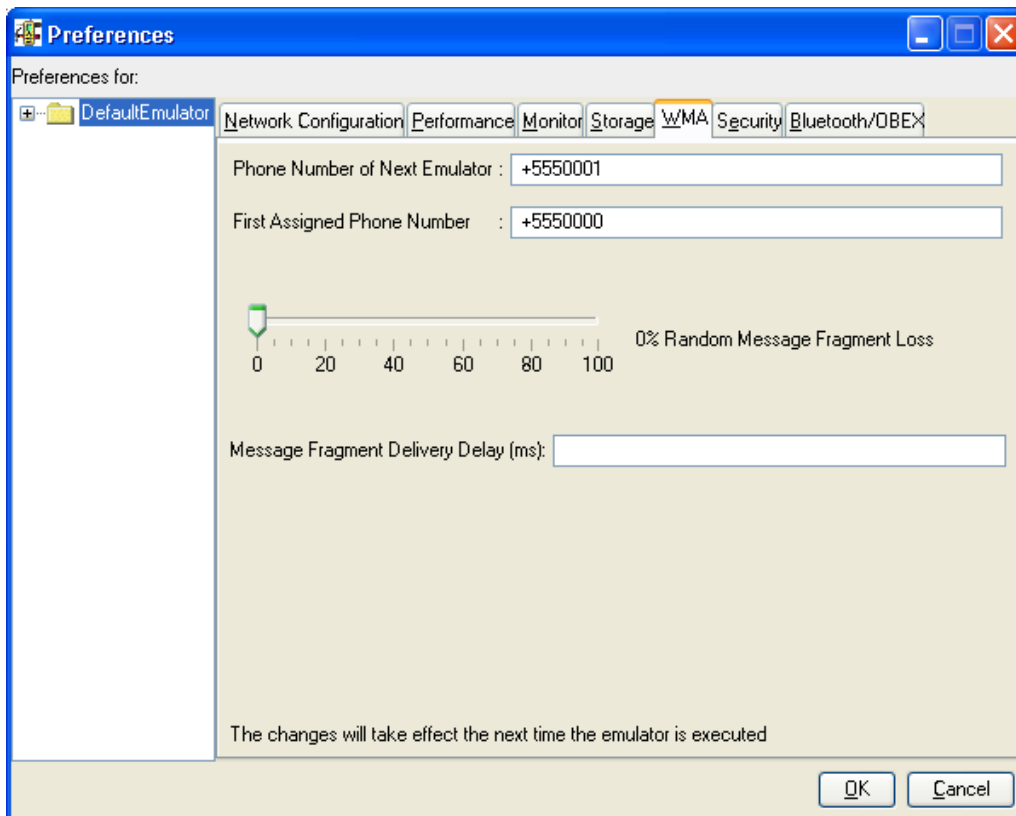 Preferences
Preferences for:
DefaultEmulator
Network Configuration Performance Monitor Storage WMA Security Bluetooth/OBEX
Phone Number of Next Emulator : +5550001
First Assigned Phone Number : +5550000
0% Random Message Fragment Loss
0 20 40 60 80 100
Message Fragment Delivery Delay (ms):
The changes will take effect the next time the emulator is executed
OK Cancel